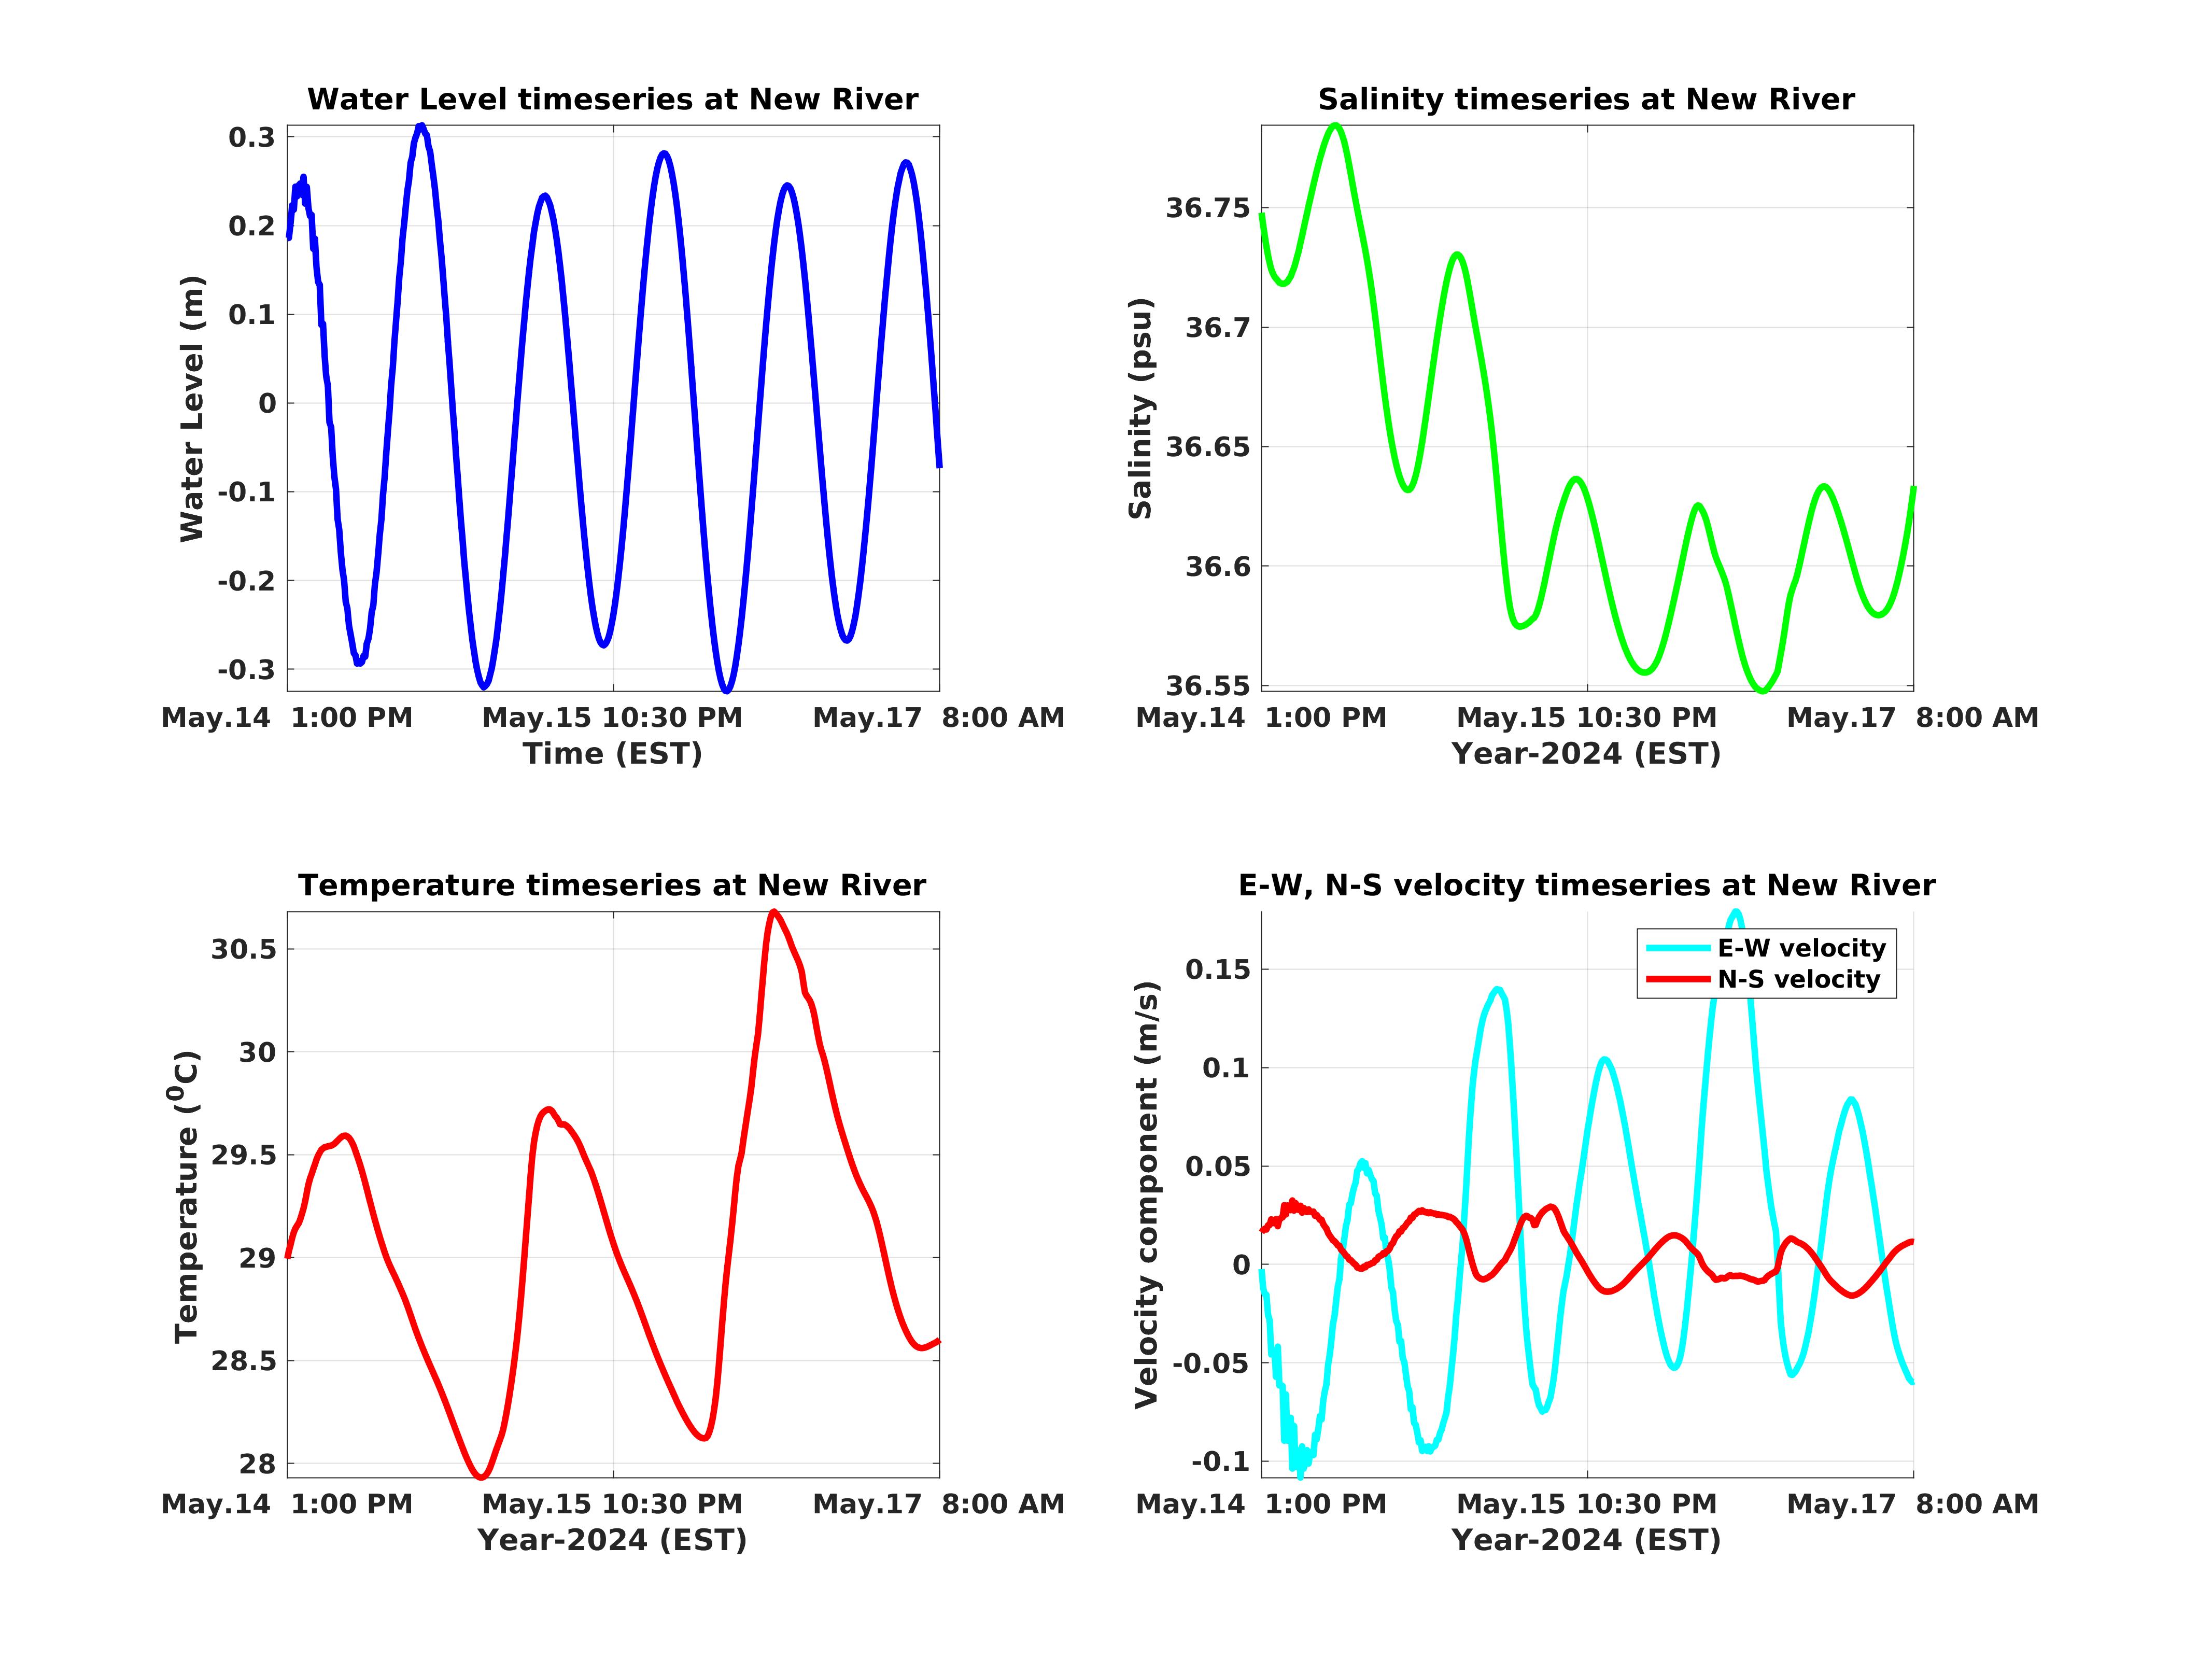 Water Level timeseries at New River
Water Level (m)
0.3
0.2
0.1
0
-0.1
-0.2
-0.3
May.14 1:00 PM May.15 10:30 PM May.17 8:00 AM
Time (EST)
Salinity timeseries at New River
Salinity (psu)
36.75
36.7
36.65
36.6
36.55
May.14 1:00 PM May.15 10:30 PM May.17 8:00 AM
Year-2024 (EST)
Temperature timeseries at New River
Temperature (⁰C)
30.5
30
29.5
29
28.5
28
May.14 1:00 PM May.15 10:30 PM May.17 8:00 AM
Year-2024 (EST)
E-W, N-S velocity timeseries at New River
Velocity component (m/s)
E-W velocity
N-S velocity
0.15
0.1
0.05
0
-0.05
-0.1
May.14 1:00 PM May.15 10:30 PM May.17 8:00 AM
Year-2024 (EST)